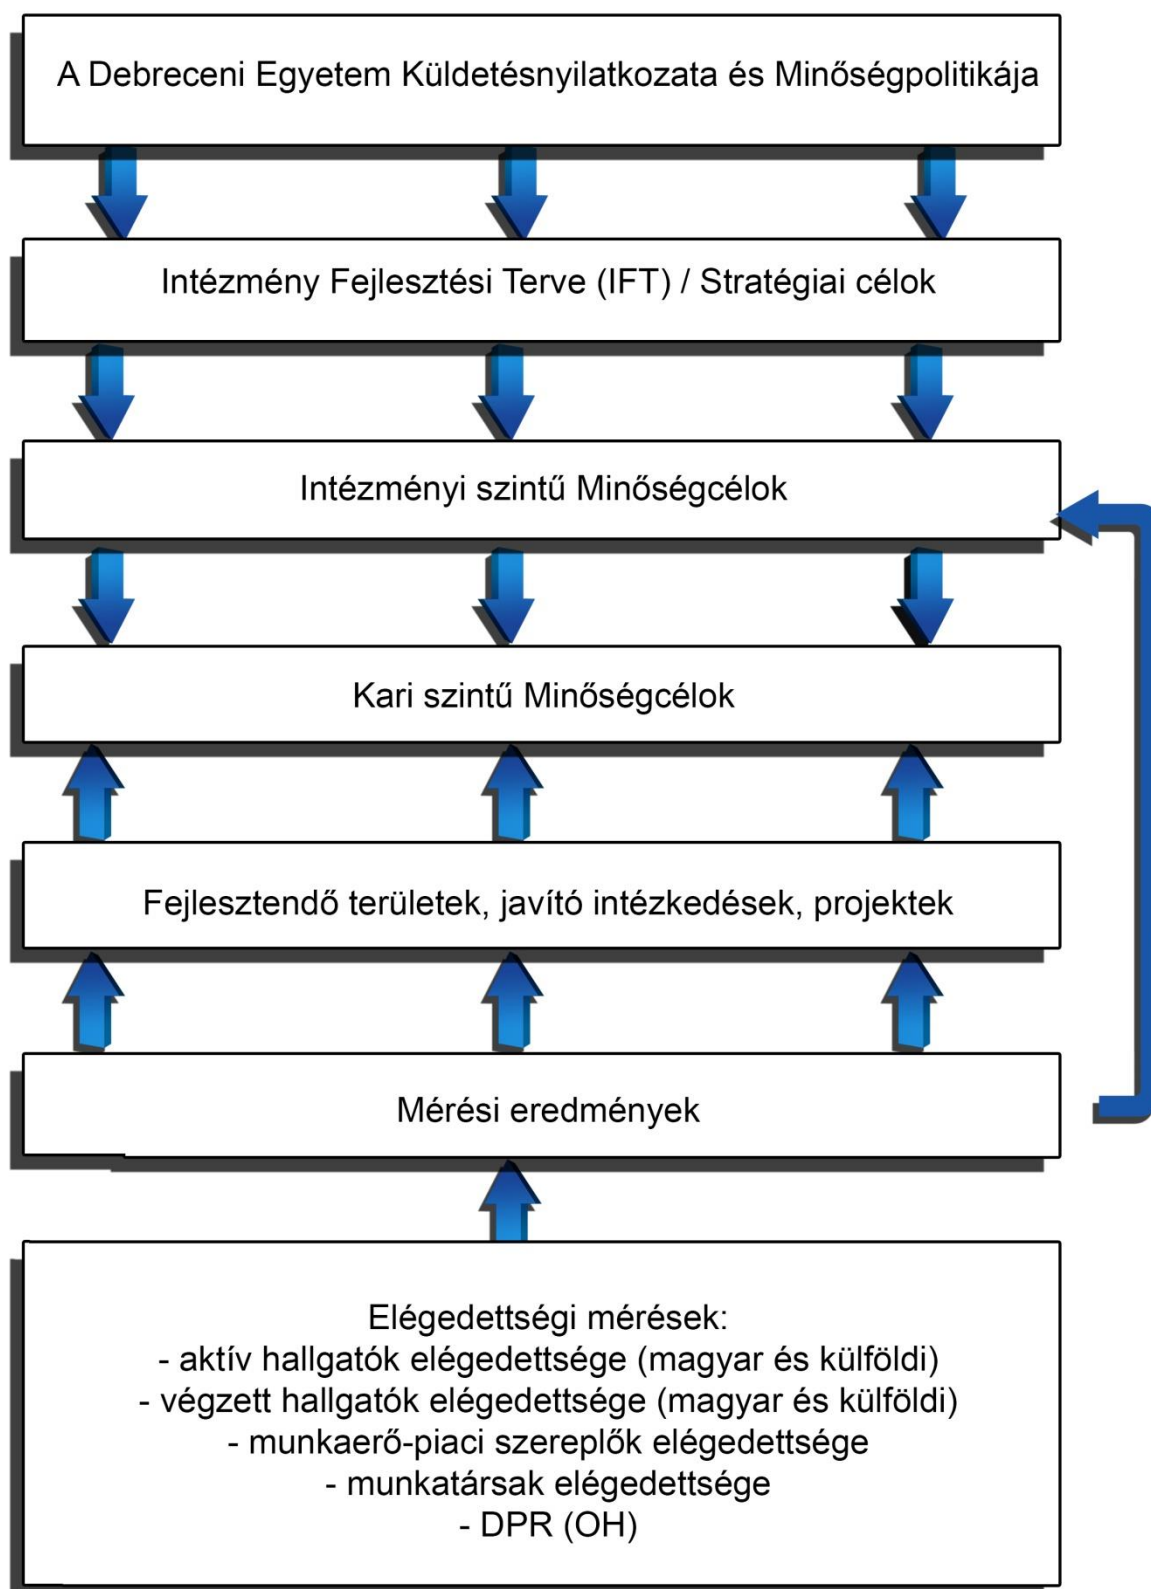 A Debreceni Egyetem Küldetésnyilatkozata és Minőségpolitikája
Intézmény Fejlesztési Terve (IFT) / Stratégiai célok
Intézményi szintű Minőségcélok
Kari szintű Minőségcélok
Fejlesztendő területek, javító intézkedések, projektek
Mérési eredmények
Elégedettségi mérések:
- aktív hallgatók elégedettsége (magyar és külföldi)
- végzett hallgatók elégedettsége (magyar és külföldi)
- munkaerő-piaci szereplők elégedettsége
- munkatársak elégedettsége
- DPR (OH)